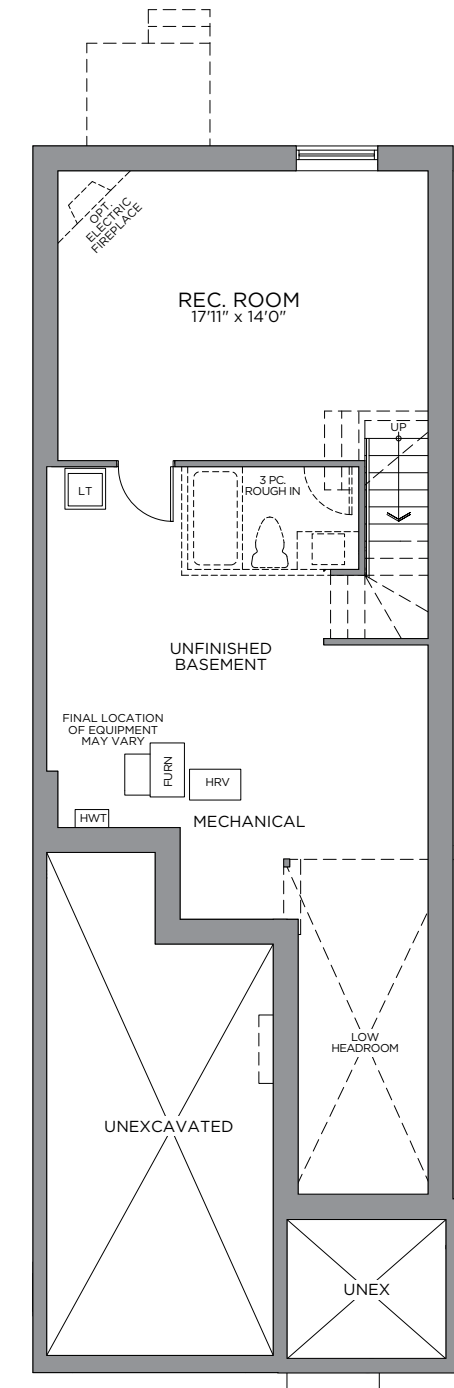 OPT.
ELECTRIC
FIREPLACE
REC. ROOM
17'11" x 14'0"
UP
LT
3 PC.
ROUGH IN
UNFINISHED
BASEMENT
FINAL LOCATION
OF EQUIPMENT
MAY VARY
FURN
HRV
HWT
MECHANICAL
LOW
HEADROOM
UNEXCAVATED
UNEX